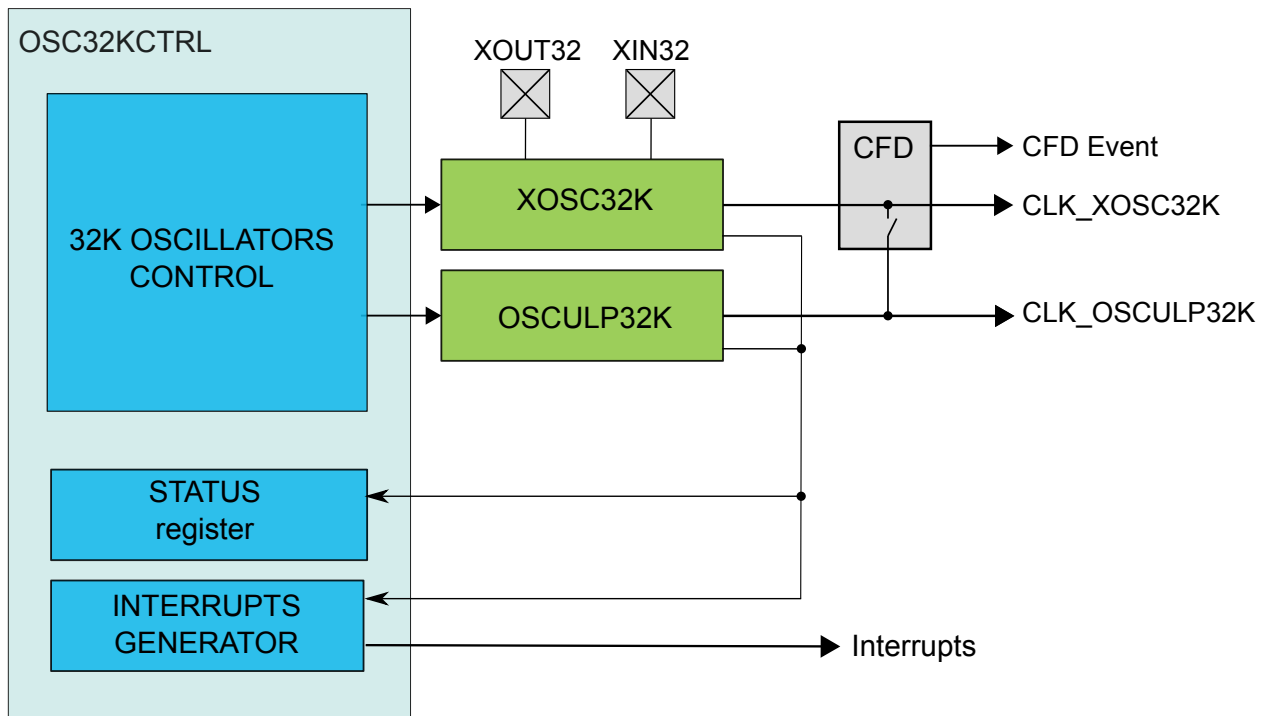 OSC32KCTRL
XOUT32
XIN32
32K OSCILLATORS
CONTROL
XOSC32K
OSCULP32K
CFD
CFD Event
CLK_XOSC32K
CLK_OSCULP32K
STATUS
register
INTERRUPTS
GENERATOR
Interrupts